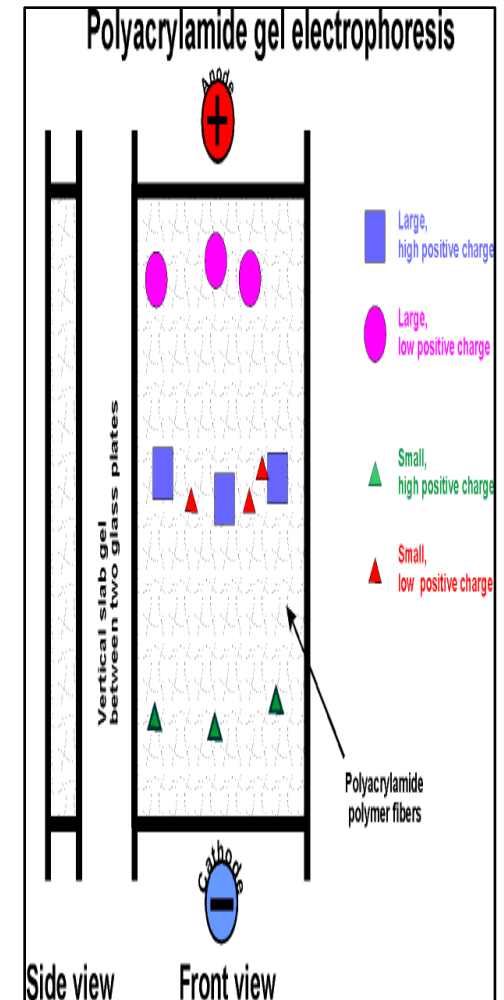 Polyacrylamide gel electrophoresis
Anode
+
Large,
high positive charge
Large,
low positive charge
Small,
high positive charge
Small,
low positive charge
Vertical slab gel
between two glass plates
Polyacrylamide
polymer fibers
Cathode
-
Side view
Front view